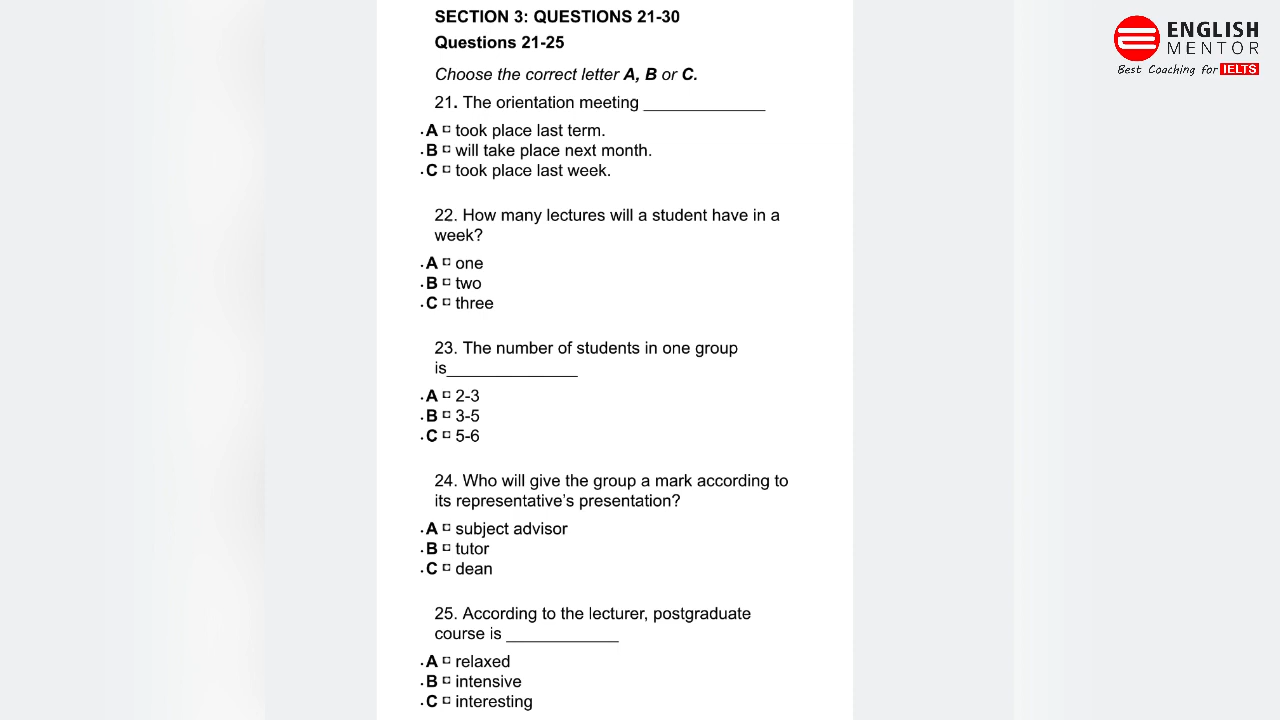 SECTION 3: QUESTIONS 21-30
Questions 21-25
Choose the correct letter A, B or C.
21. The orientation meeting _____________
.A took place last term.
.B will take place next month.
.C took place last week.
22. How many lectures will a student have in a
week?
.A one
.B two
.C three
23. The number of students in one group
is______________
.A 2-3
.B 3-5
.C 5-6
24. Who will give the group a mark according to
its representative’s presentation?
.A subject advisor
.B tutor
.C dean
25. According to the lecturer, postgraduate
course is ____________
.A relaxed
.B intensive
.C interesting
ENGLISH
MENTOR
Best Coaching for IELTS